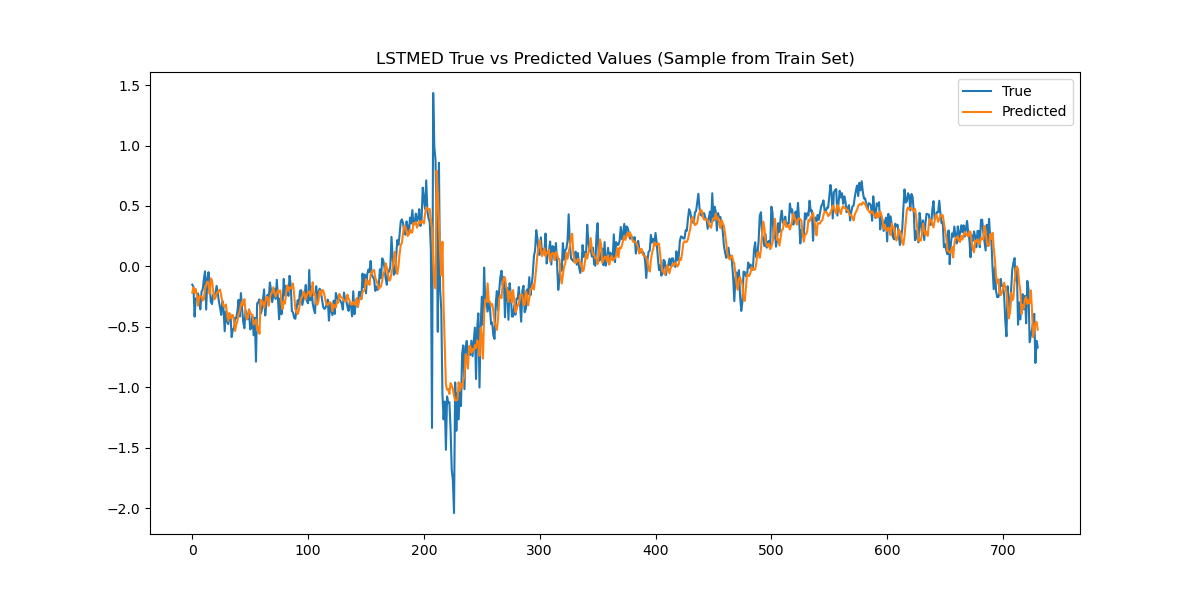 LSTMED True vs Predicted Values (Sample from Train Set)
True
Predicted
1.5
1.0
0.5
0.0
−0.5
−1.0
−1.5
−2.0
0 100 200 300 400 500 600 700